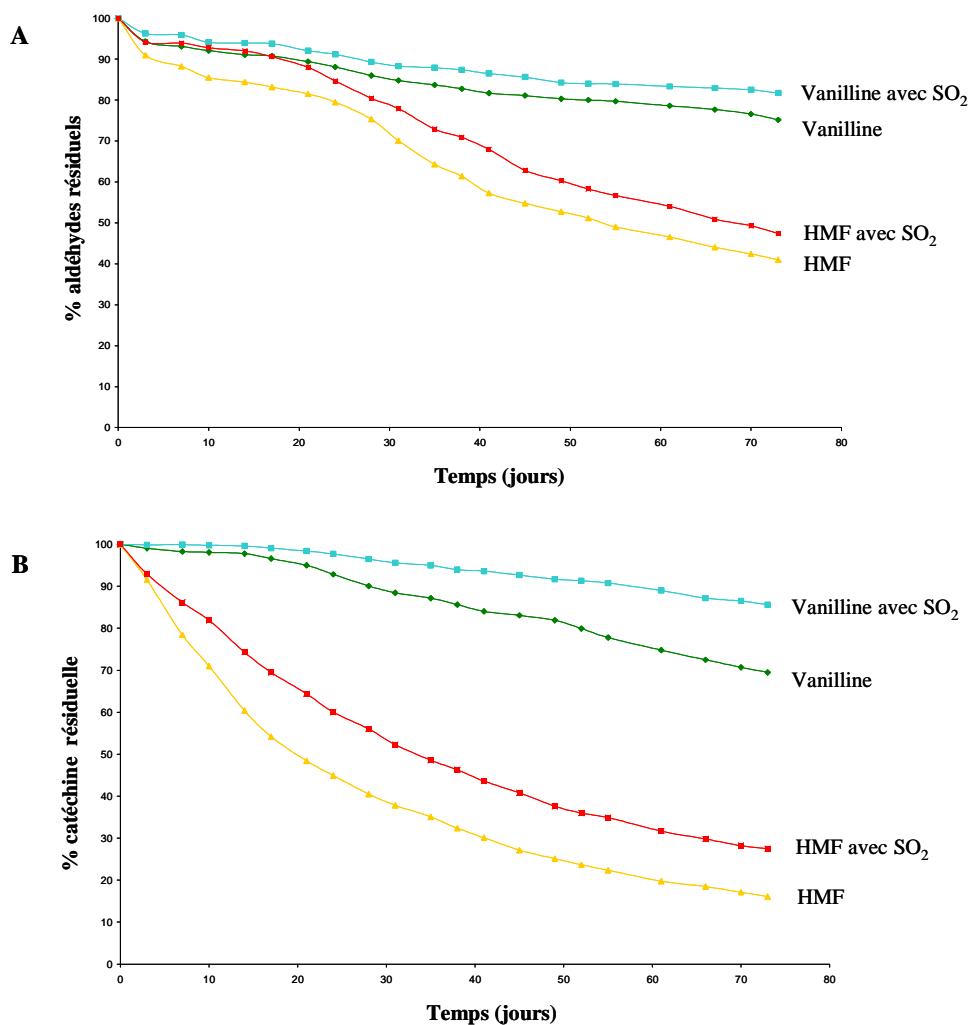 A
% aldéhydes résiduels
100
90
80
70
60
50
40
30
20
10
0
0 10 20 30 40 50 60 70 80
Temps (jours)
Vanilline avec SO2
Vanilline
HMF avec SO2
HMF
B
% catéchine résiduelle
100
90
80
70
60
50
40
30
20
10
0
0 10 20 30 40 50 60 70 80
Temps (jours)
Vanilline avec SO2
Vanilline
HMF avec SO2
HMF